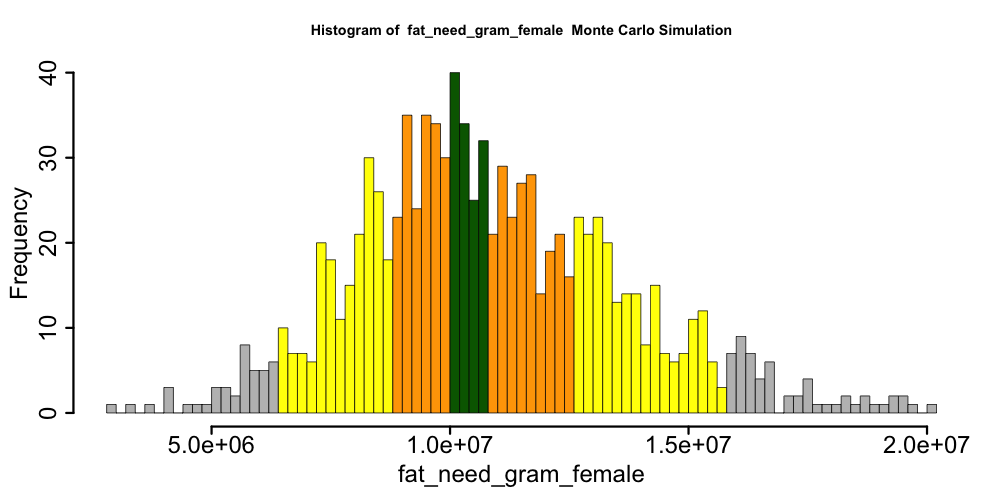 Histogram of fat_need_gram_female Monte Carlo Simulation
40
30
20
10
0
Frequency
5.0e+06 1.0e+07 1.5e+07 2.0e+07
fat_need_gram_female